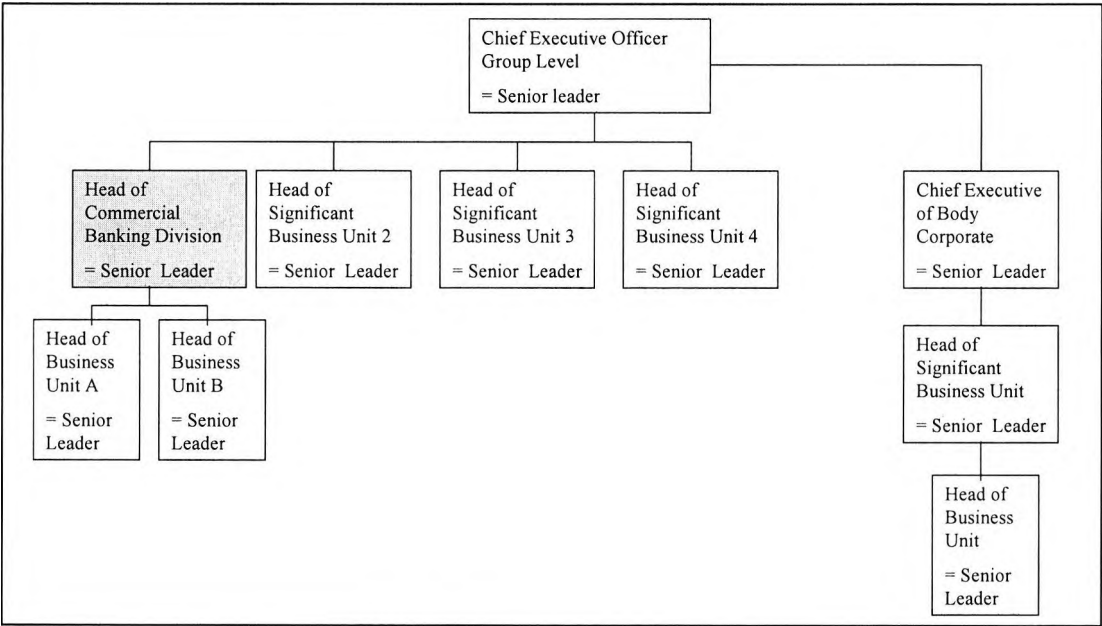 Chief Executive Officer
Group Level
= Senior leader
Head of
Commercial
Banking Division
= Senior Leader
Head of
Significant
Business Unit 2
= Senior Leader
Head of
Significant
Business Unit 3
= Senior Leader
Head of
Significant
Business Unit 4
= Senior Leader
Chief Executive
of Body
Corporate
= Senior Leader
Head of
Business
Unit A
= Senior
Leader
Head of
Business
Unit B
= Senior
Leader
Head of
Significant
Business Unit
= Senior Leader
Head of
Business
Unit
= Senior
Leader